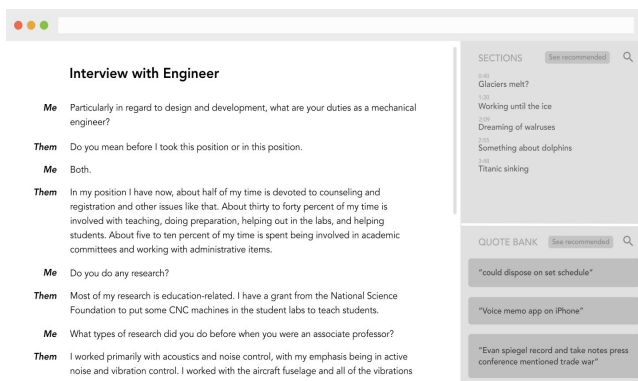 Interview with Engineer
Me Particularly in regard to design and development, what are your duties as a mechanical
engineer?
Them Do you mean before I took this position or in this position.
Me Both.
Them In my position I have now, about half of my time is devoted to counseling and
registration and other issues like that. About thirty to forty percent of my time is
involved with teaching, doing preparation, helping out in the labs, and helping
students. About five to ten percent of my time is spent being involved in academic
committees and working with administrative items.
Me Do you do any research?
Them Most of my research is education-related. I have a grant from the National Science
Foundation to put some CNC machines in the student labs to teach students.
Me What types of research did you do before when you were an associate professor?
Them I worked primarily with acoustics and noise control, with my emphasis being in active
noise and vibration control. I worked with the aircraft fuselage and all of the vibrations
SECTIONS See recommended
0:40
Glaciers melt?
1:30
Working until the ice
2:09
Dreaming of walruses
2:55
Something about dolphins
3:48
Titanic sinking
QUOTE BANK See recommended
"could dispose on set schedule"
"Voice memo app on iPhone"
"Evan spiegel record and take notes press
conference mentioned trade war"